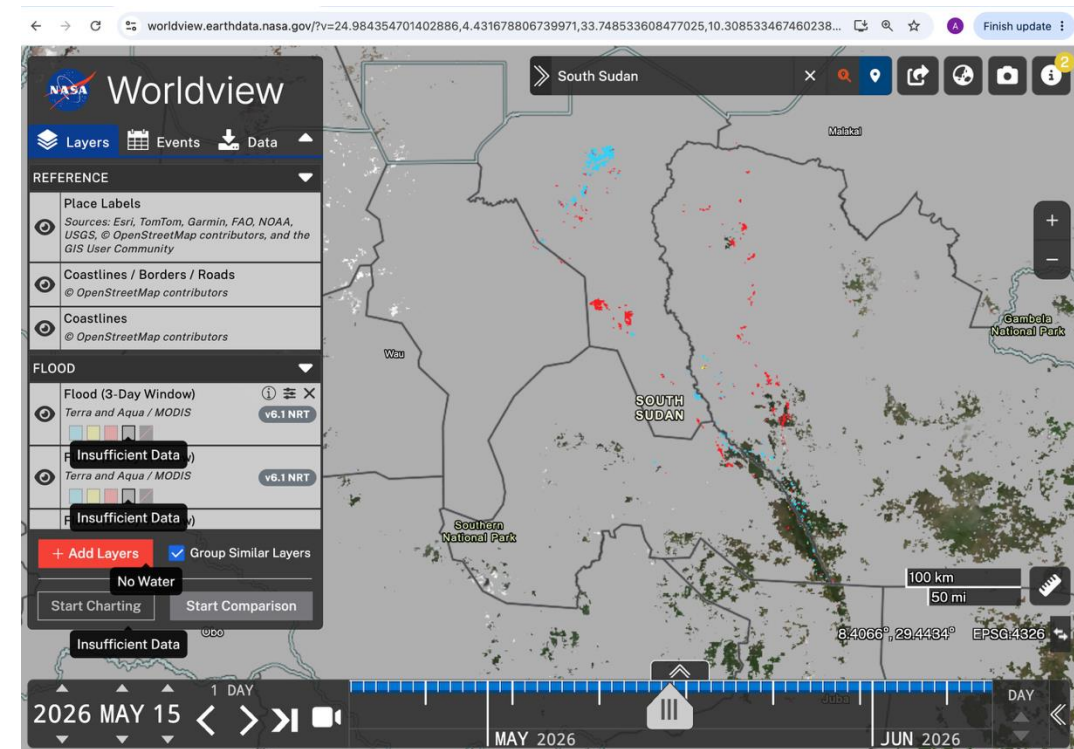 worldview.earthdata.nasa.gov/?v=24.984354701402886,4.431678806739971,33.748533608477025,10.308533467460238...
A
Finish update
NASA
Worldview
South Sudan
2
Layers
Events
Data
REFERENCE
Place Labels
Sources: Esri, TomTom, Garmin, FAO, NOAA,
USGS, © OpenStreetMap contributors, and the
GIS User Community
Coastlines / Borders / Roads
© OpenStreetMap contributors
Coastlines
© OpenStreetMap contributors
FLOOD
Flood (3-Day Window)
Terra and Aqua / MODIS
v6.1 NRT
Insufficient Data
Terra and Aqua / MODIS
v6.1 NRT
Insufficient Data
+ Add Layers
Group Similar Layers
No Water
Start Charting
Start Comparison
Insufficient Data
Malakal
Gambela
National Park
Wau
SOUTH
SUDAN
Southern
National Park
Obo
Juba
100 km
50 mi
8.4066°, 29.4434°
EPSG:4326
1 DAY
2026 MAY 15
MAY 2026
JUN 2026
DAY